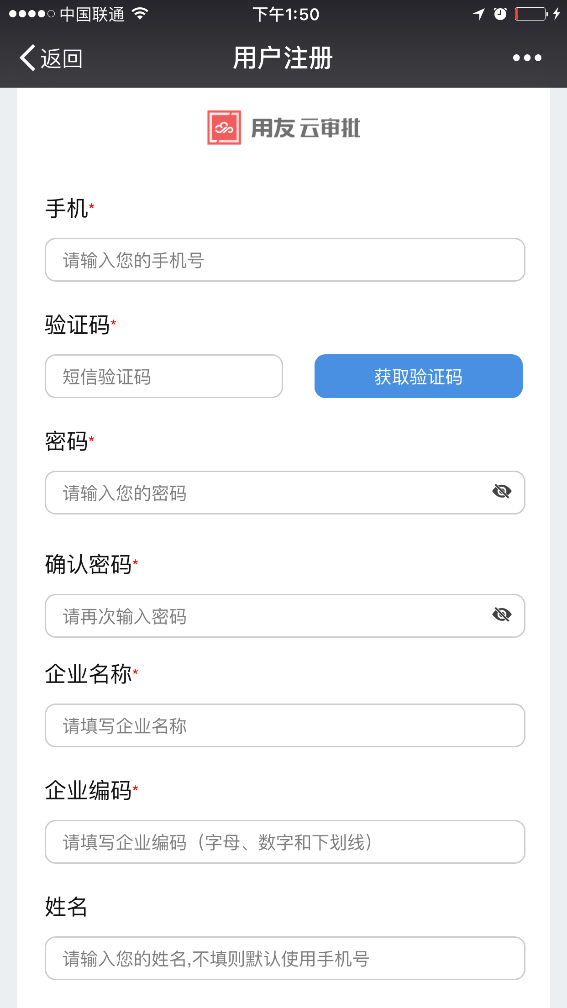 中国联通
下午1:50
返回
用户注册
用友 云审批
手机*
请输入您的手机号
验证码*
短信验证码
获取验证码
密码*
请输入您的密码
确认密码*
请再次输入密码
企业名称*
请填写企业名称
企业编码*
请填写企业编码（字母、数字和下划线）
姓名
请输入您的姓名,不填则默认使用手机号